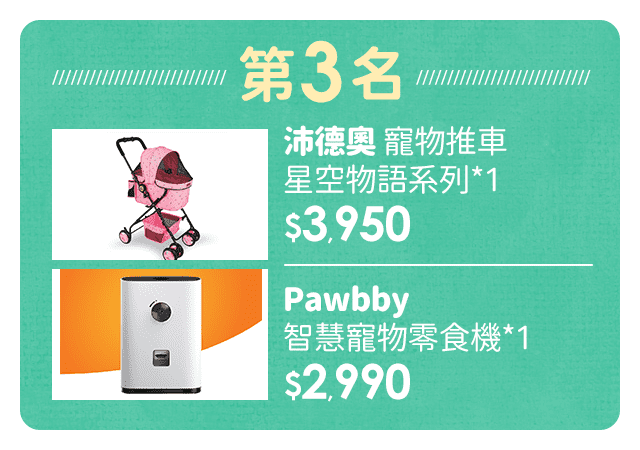 第3名
沛德奧 寵物推車
星空物語系列*1
$3,950
Pawbby
智慧寵物零食機*1
$2,990